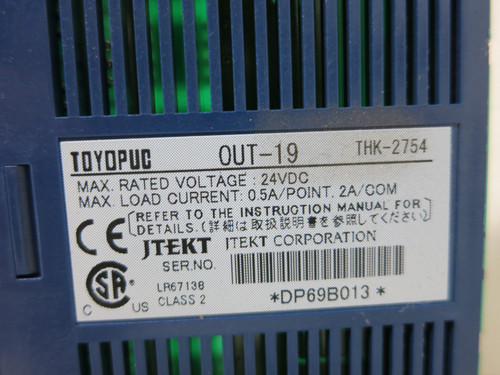 TOYOPUC OUT-19 THK-2754
MAX. RATED VOLTAGE : 24VDC
MAX. LOAD CURRENT: 0.5A/POINT, 2A/COM
[REFER TO THE INSTRUCTION MANUAL FOR
DETAILS. (詳細は取扱説明書を参照してください)]
CE JTEKT JTEKT CORPORATION
SER.NO.
SA LR67138
C US CLASS 2 *DP69B013*